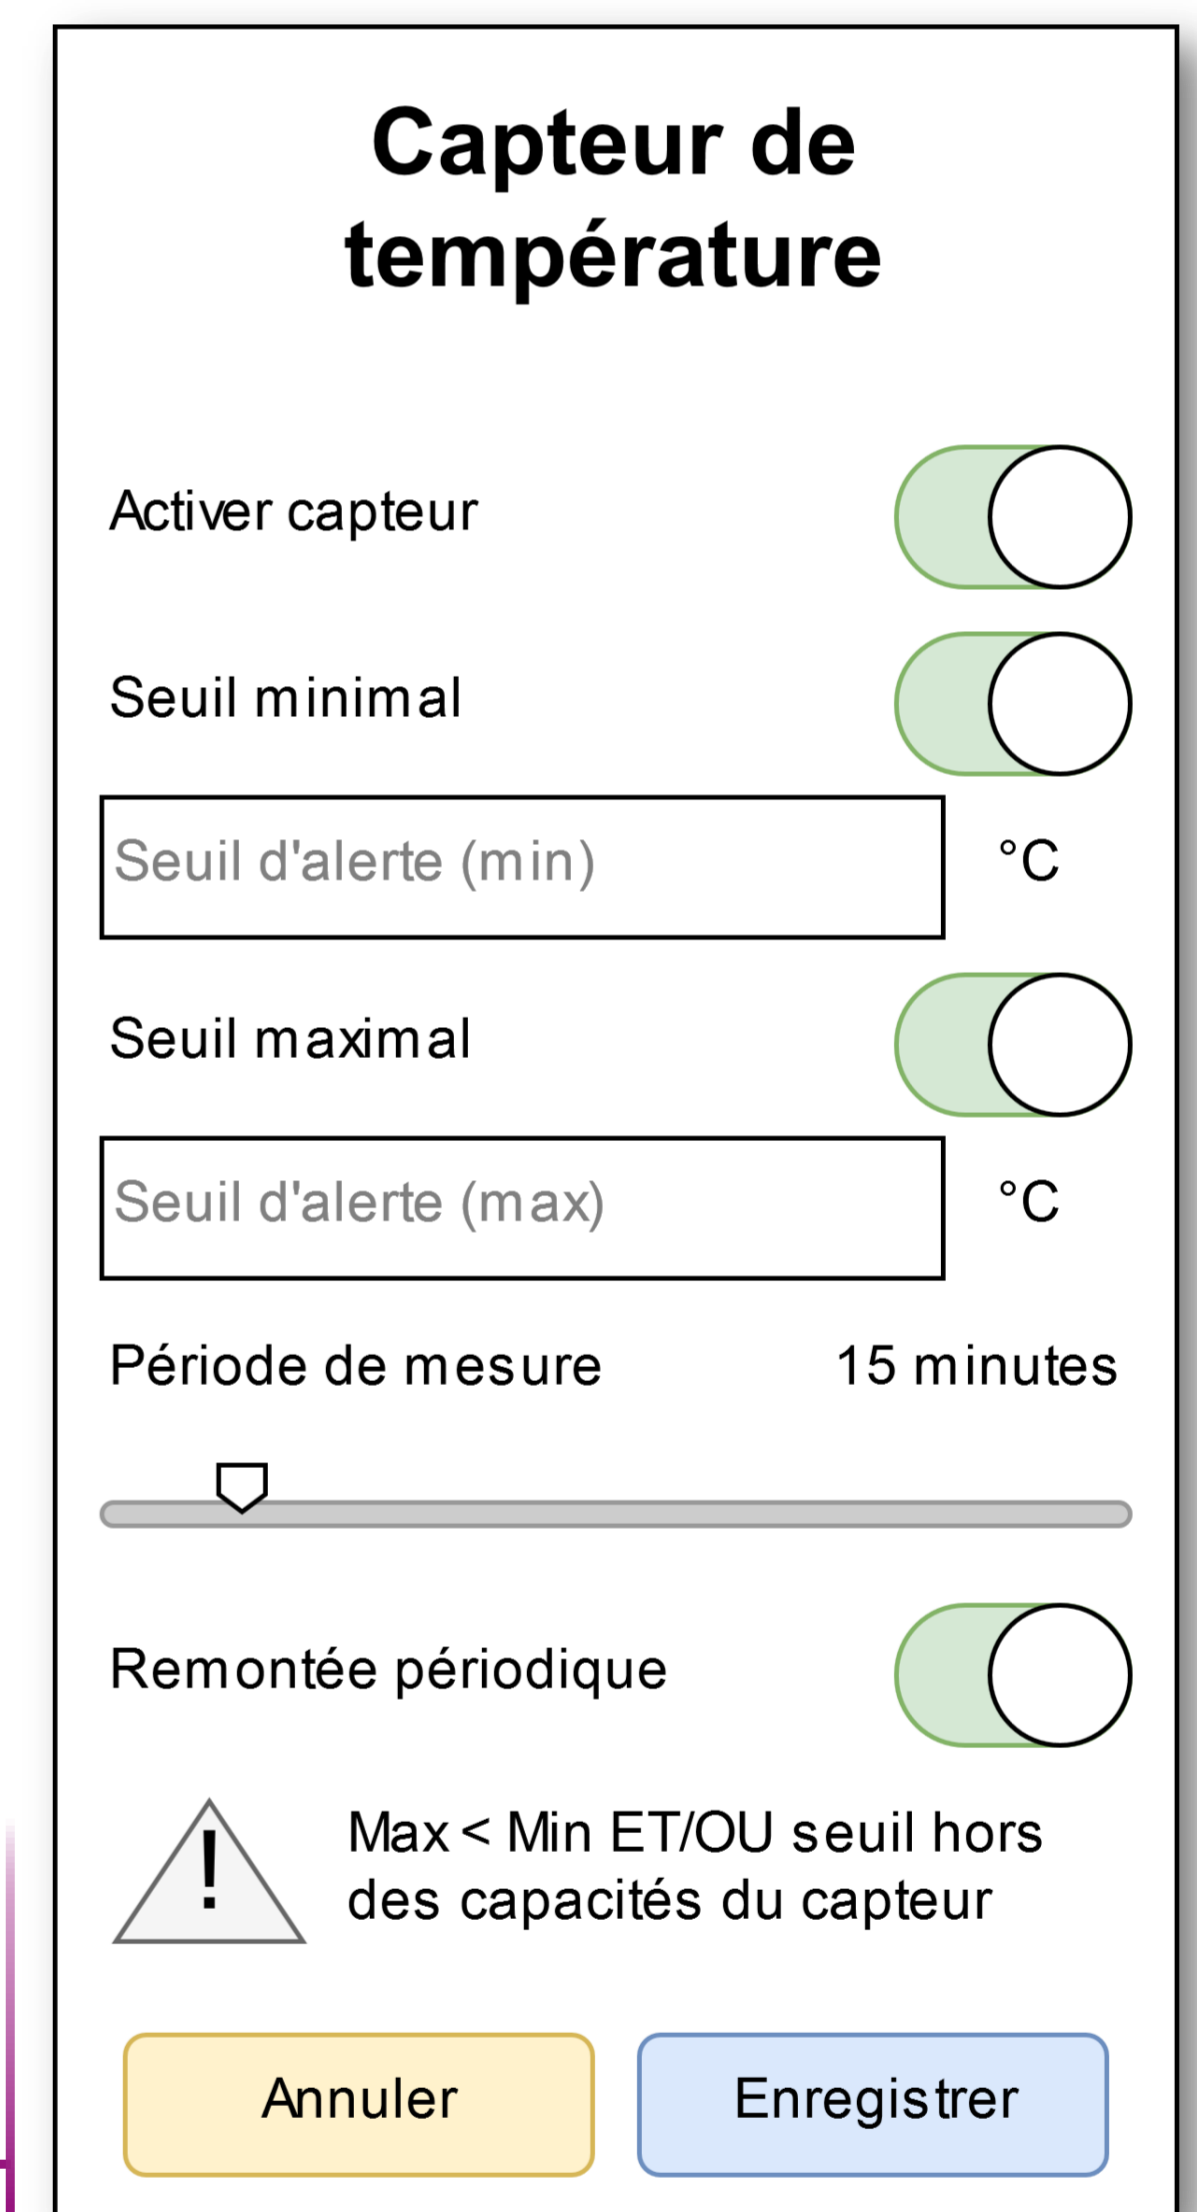 Capteur de
température
Activer capteur
Seuil minimal
Seuil d'alerte (min) °C
Seuil maximal
Seuil d'alerte (max) °C
Période de mesure 15 minutes
Remontée périodique
! Max < Min ET/OU seuil hors
des capacités du capteur
Annuler Enregistrer